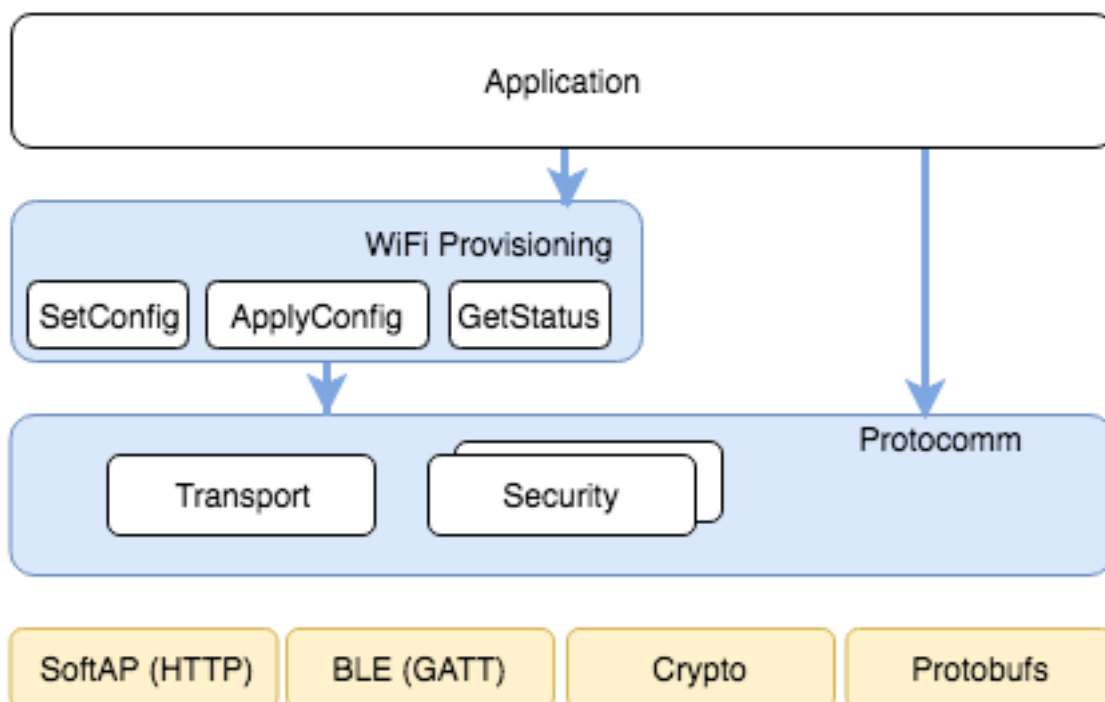 Application
WiFi Provisioning
SetConfig
ApplyConfig
GetStatus
Protocomm
Transport
Security
SoftAP (HTTP)
BLE (GATT)
Crypto
Protobufs